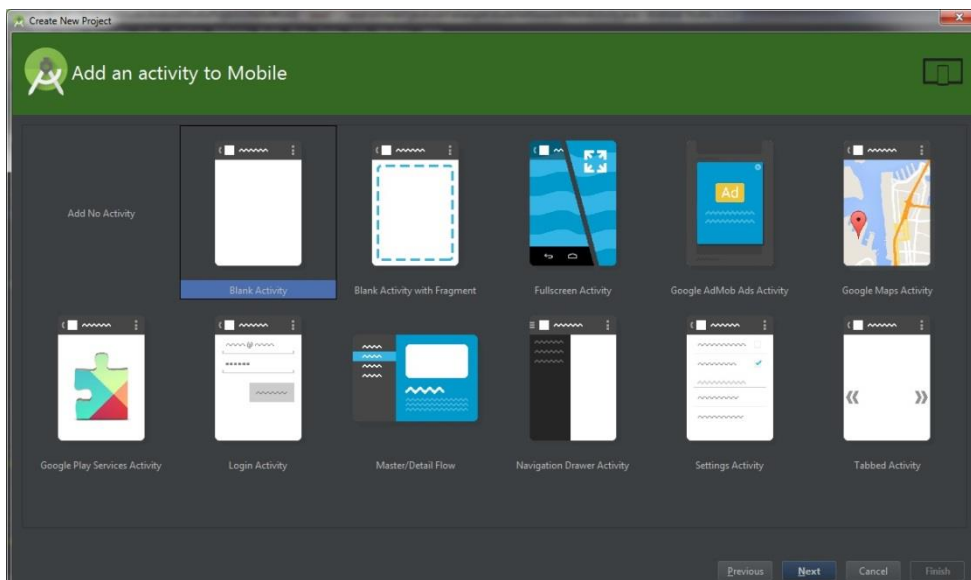 Create New Project
Add an activity to Mobile
Add No Activity
Blank Activity
Blank Activity with Fragment
Fullscreen Activity
Ad
Google AdMob Ads Activity
Google Maps Activity
Google Play Services Activity
Login Activity
Master/Detail Flow
Navigation Drawer Activity
Settings Activity
Tabbed Activity
Previous
Next
Cancel
Finish